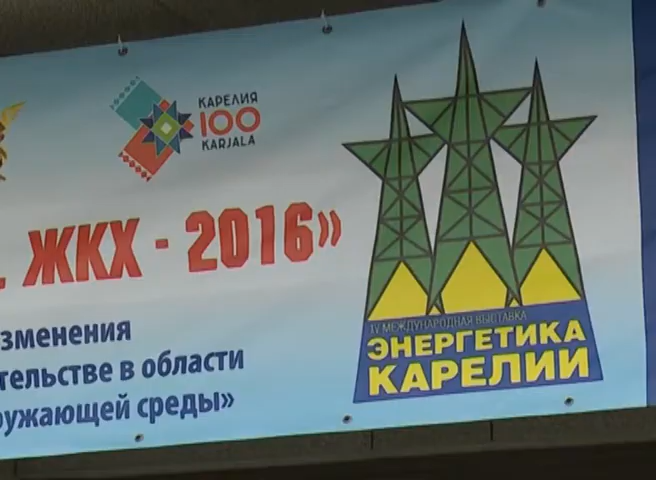 КАРЕЛИЯ
100
KARJALA
. ЖКХ - 2016»
зменения
тельстве в области
ружающей среды»
IV МЕЖДУНАРОДНАЯ ВЫСТАВКА
ЭНЕРГЕТИКА
КАРЕЛИИ